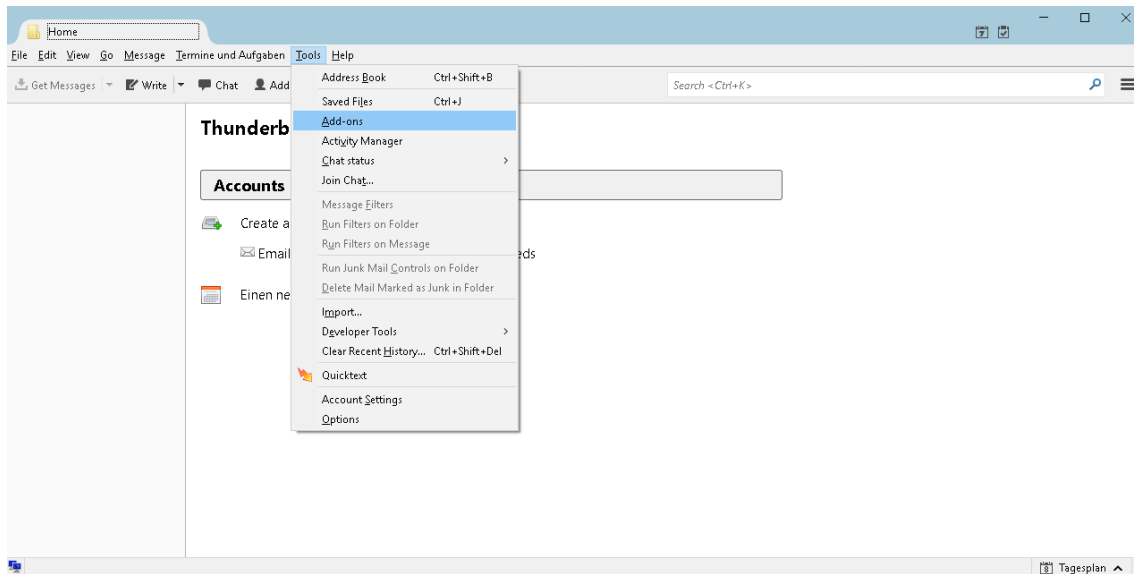 Home
File Edit View Go Message Termine und Aufgaben Tools Help
Get Messages Write Chat Add
Search <Ctrl+K>
Address Book Ctrl+Shift+B
Saved Files Ctrl+J
Add-ons
Activity Manager
Chat status
Join Chat...
Message Filters
Run Filters on Folder
Run Filters on Message
Run Junk Mail Controls on Folder
Delete Mail Marked as Junk in Folder
Import...
Developer Tools
Clear Recent History... Ctrl+Shift+Del
Quicktext
Account Settings
Options
Thunderb
Accounts
Create a
Email
eds
Einen ne
8 Tagesplan